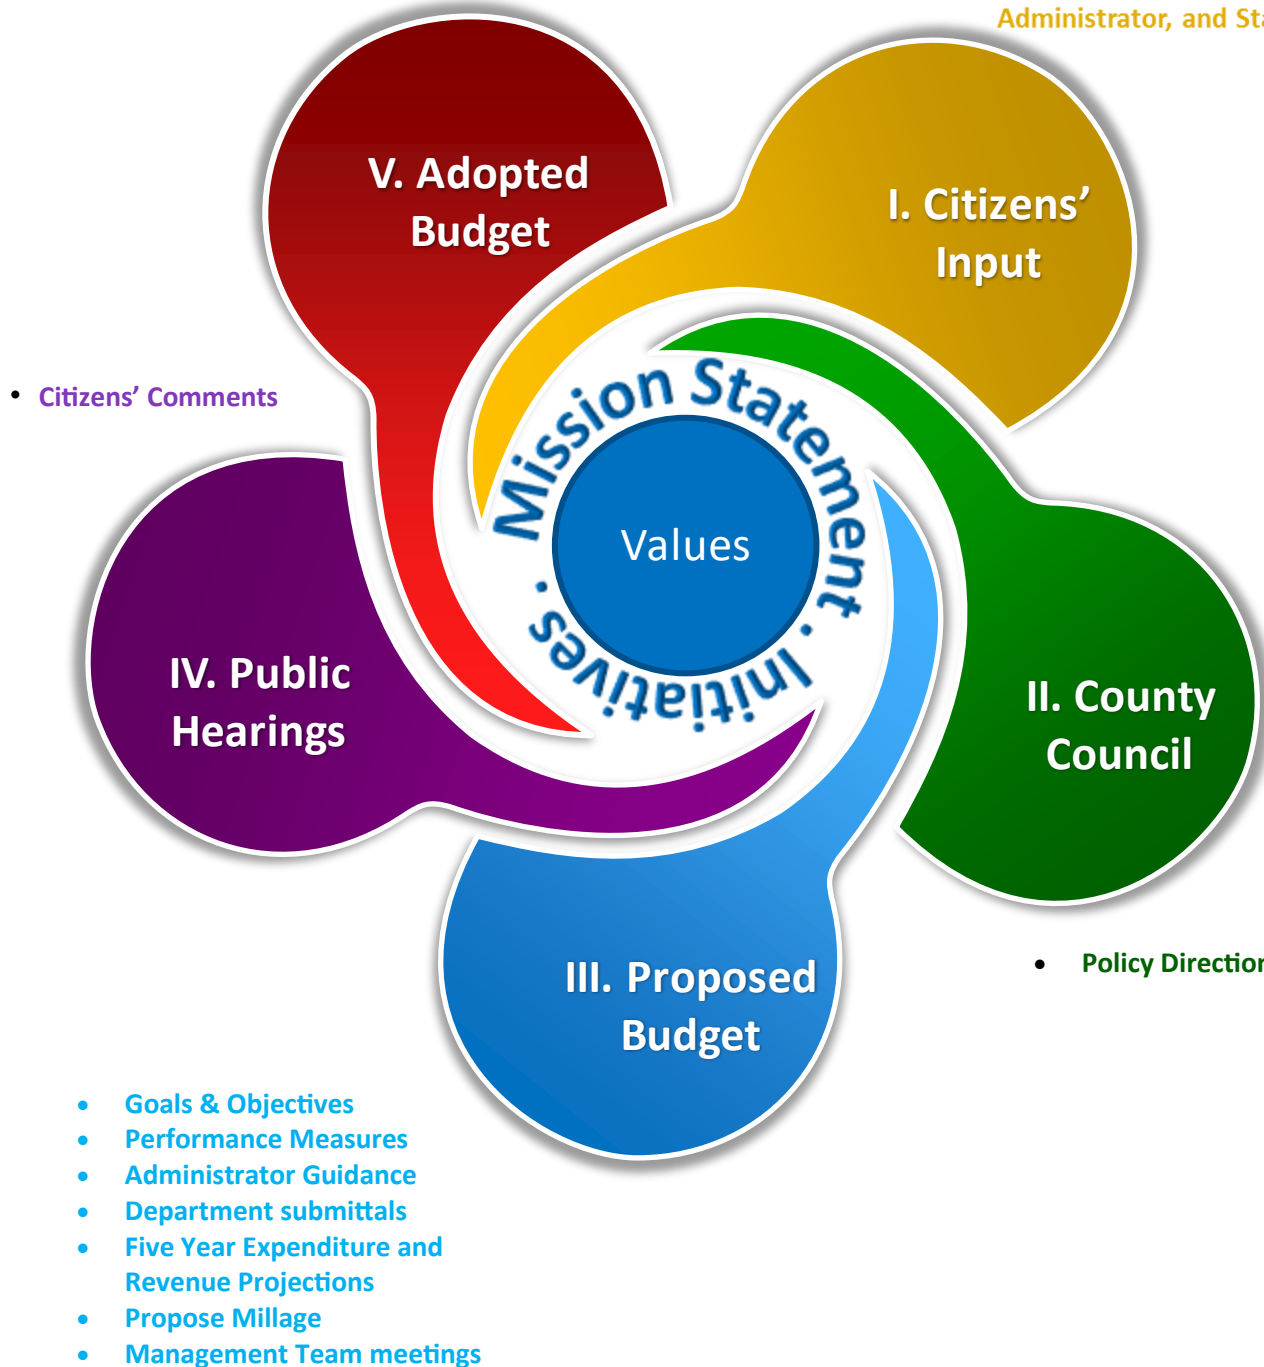 Administrator, and
V. Adopted
Budget
I. Citizens’
Input
• Citizens’ Comments
Mission Statement · Initiatives ·
Values
IV. Public
Hearings
II. County
Council
• Policy Direction
III. Proposed
Budget
• Goals & Objectives
• Performance Measures
• Administrator Guidance
• Department submittals
• Five Year Expenditure and
Revenue Projections
• Propose Millage
• Management Team meetings